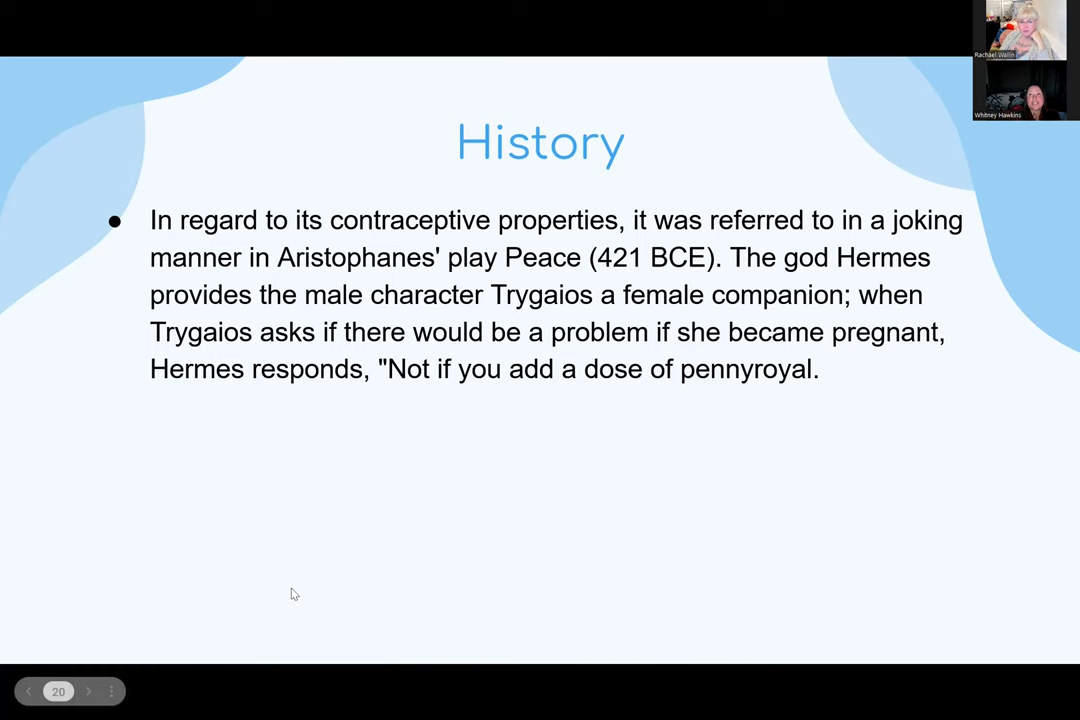 Rachael Wallin
Whitney Hawkins
History
● In regard to its contraceptive properties, it was referred to in a joking
manner in Aristophanes' play Peace (421 BCE). The god Hermes
provides the male character Trygaios a female companion; when
Trygaios asks if there would be a problem if she became pregnant,
Hermes responds, "Not if you add a dose of pennyroyal.
20